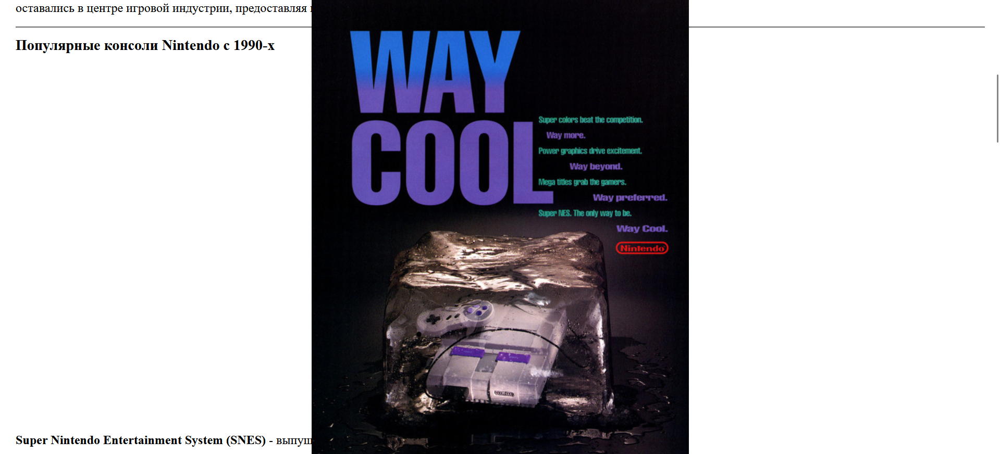 оставались в центре игровой индустрии, предоставляя
Популярные консоли Nintendo с 1990-х
WAY
COOL
Super colors beat the competition.
Way more.
Power graphics drive excitement.
Way beyond.
Mega titles grab the gamers.
Way preferred.
Super NES. The only way to be.
Way Cool.
Nintendo
Super Nintendo Entertainment System (SNES) - выпущ